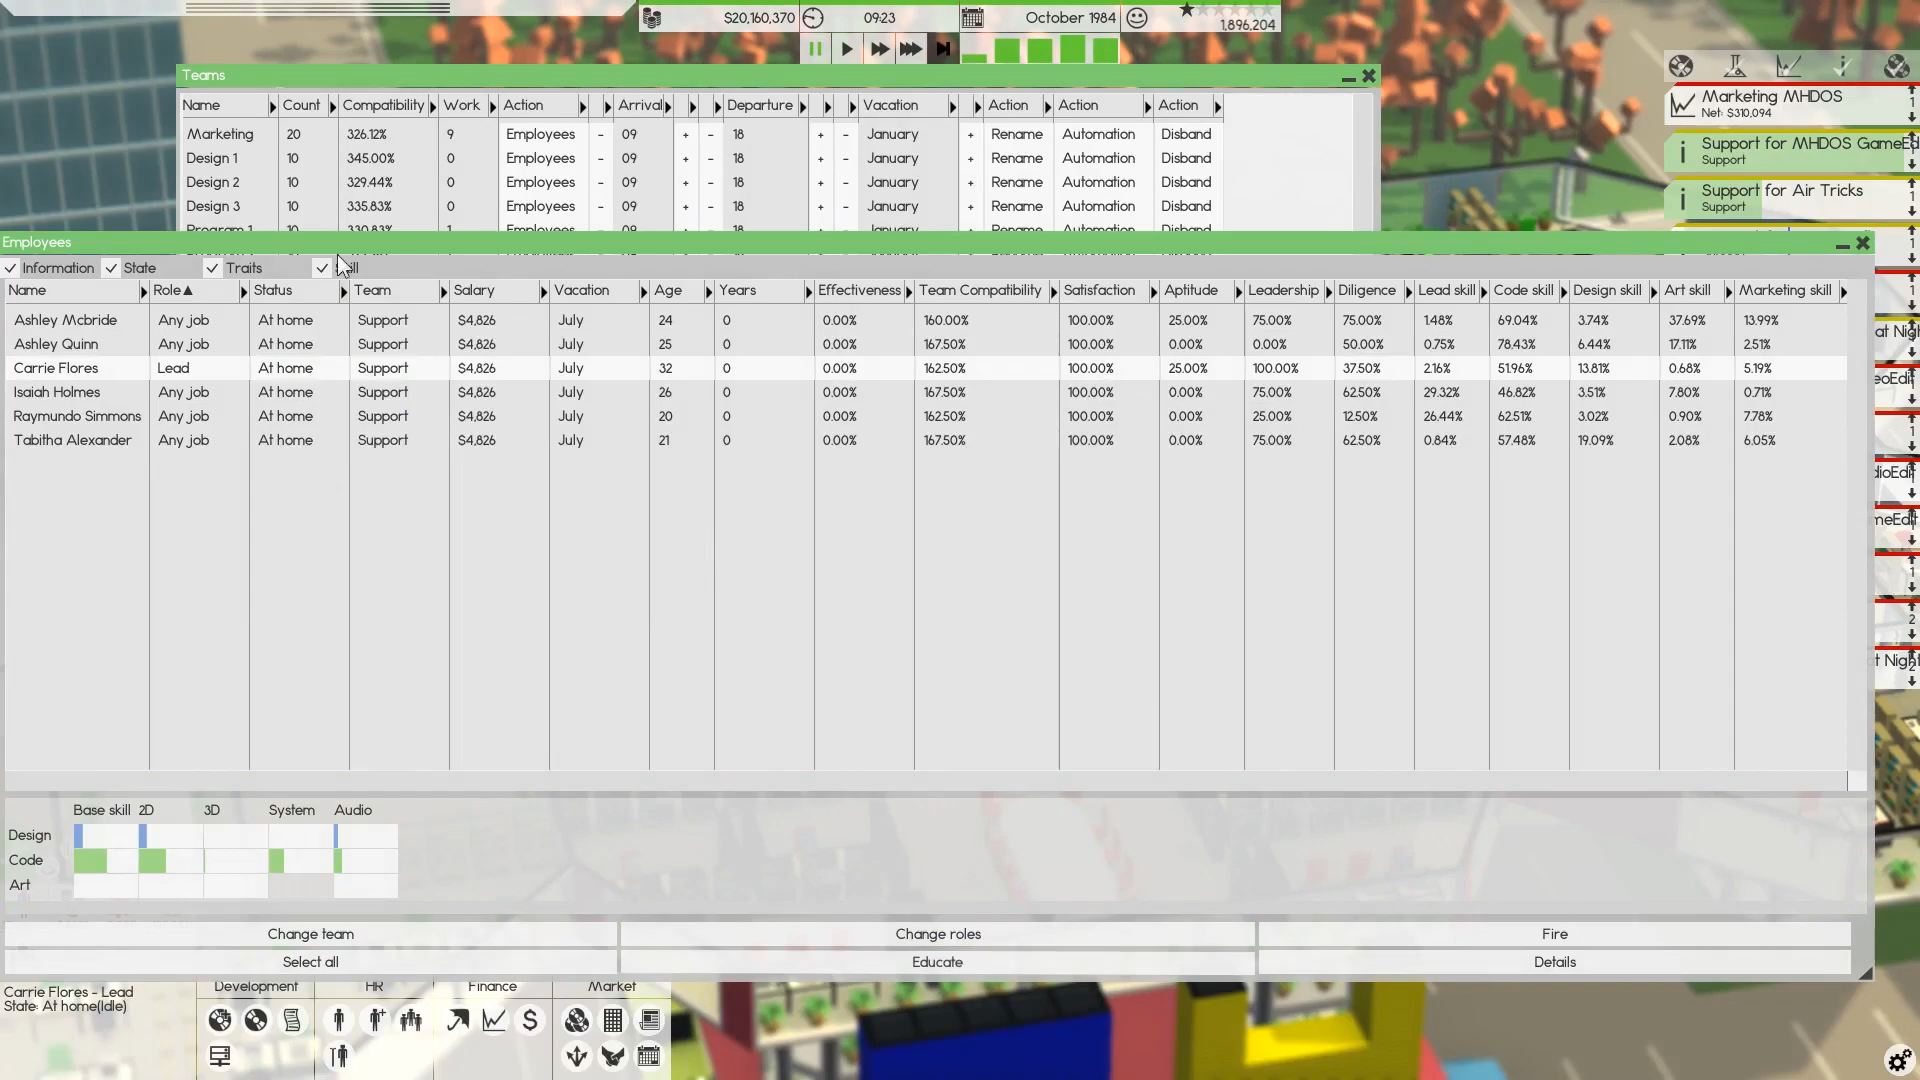 $20,160,370 09:23 October 1984 1,896,204
Teams
Name Count Compatibility Work Action Arrival Departure Vacation Action Action Action
Marketing 20 326.12% 9 Employees - 09 + - 18 + - January + Rename Automation Disband
Design 1 10 345.00% 0 Employees - 09 + - 18 + - January + Rename Automation Disband
Design 2 10 329.44% 0 Employees - 09 + - 18 + - January + Rename Automation Disband
Design 3 10 335.83% 0 Employees - 09 + - 18 + - January + Rename Automation Disband
Marketing MHDOS
Net: $310,094
Support for MHDOS GameEd
Support
Support for Air Tricks
Support
Employees
Information State Traits
Name Role Status Team Salary Vacation Age Years Effectiveness Team Compatibility Satisfaction Aptitude Leadership Diligence Lead skill Code skill Design skill Art skill Marketing skill
Ashley Mcbride Any job At home Support $4,826 July 24 0 0.00% 160.00% 100.00% 25.00% 75.00% 75.00% 1.48% 69.04% 3.74% 37.69% 13.99%
Ashley Quinn Any job At home Support $4,826 July 25 0 0.00% 167.50% 100.00% 0.00% 0.00% 50.00% 0.75% 78.43% 6.44% 17.11% 2.51%
Carrie Flores Lead At home Support $4,826 July 32 0 0.00% 162.50% 100.00% 25.00% 100.00% 37.50% 2.16% 51.96% 13.81% 0.68% 5.19%
Isaiah Holmes Any job At home Support $4,826 July 26 0 0.00% 167.50% 100.00% 0.00% 75.00% 62.50% 29.32% 46.82% 3.51% 7.80% 0.71%
Raymundo Simmons Any job At home Support $4,826 July 20 0 0.00% 162.50% 100.00% 0.00% 25.00% 12.50% 26.44% 62.51% 3.02% 0.90% 7.78%
Tabitha Alexander Any job At home Support $4,826 July 21 0 0.00% 167.50% 100.00% 0.00% 75.00% 62.50% 0.84% 57.48% 19.09% 2.08% 6.05%
Base skill 2D 3D System Audio
Design
Code
Art
Change team Change roles Fire
Select all Educate Details
Carrie Flores - Lead
State: At home(Idle)
Development HR Finance Market